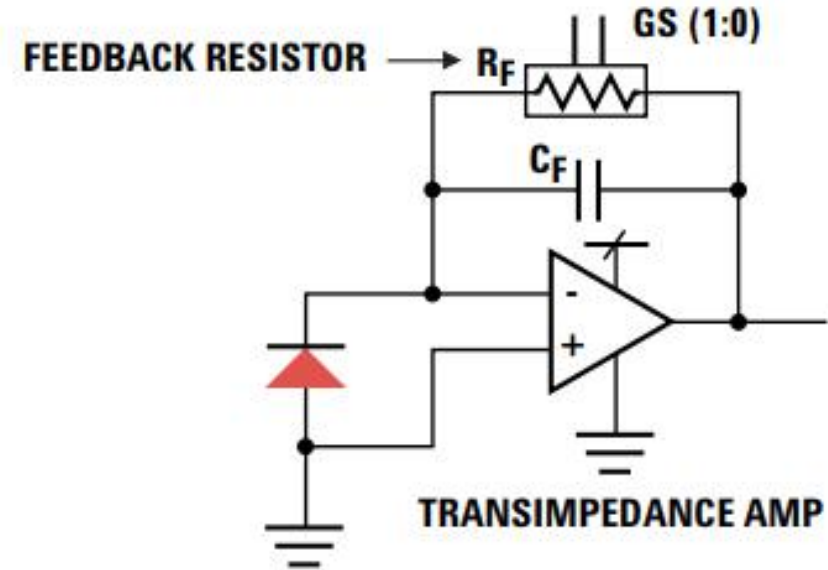 GS (1:0)
FEEDBACK RESISTOR
RF
CF
-
+
TRANSIMPEDANCE AMP